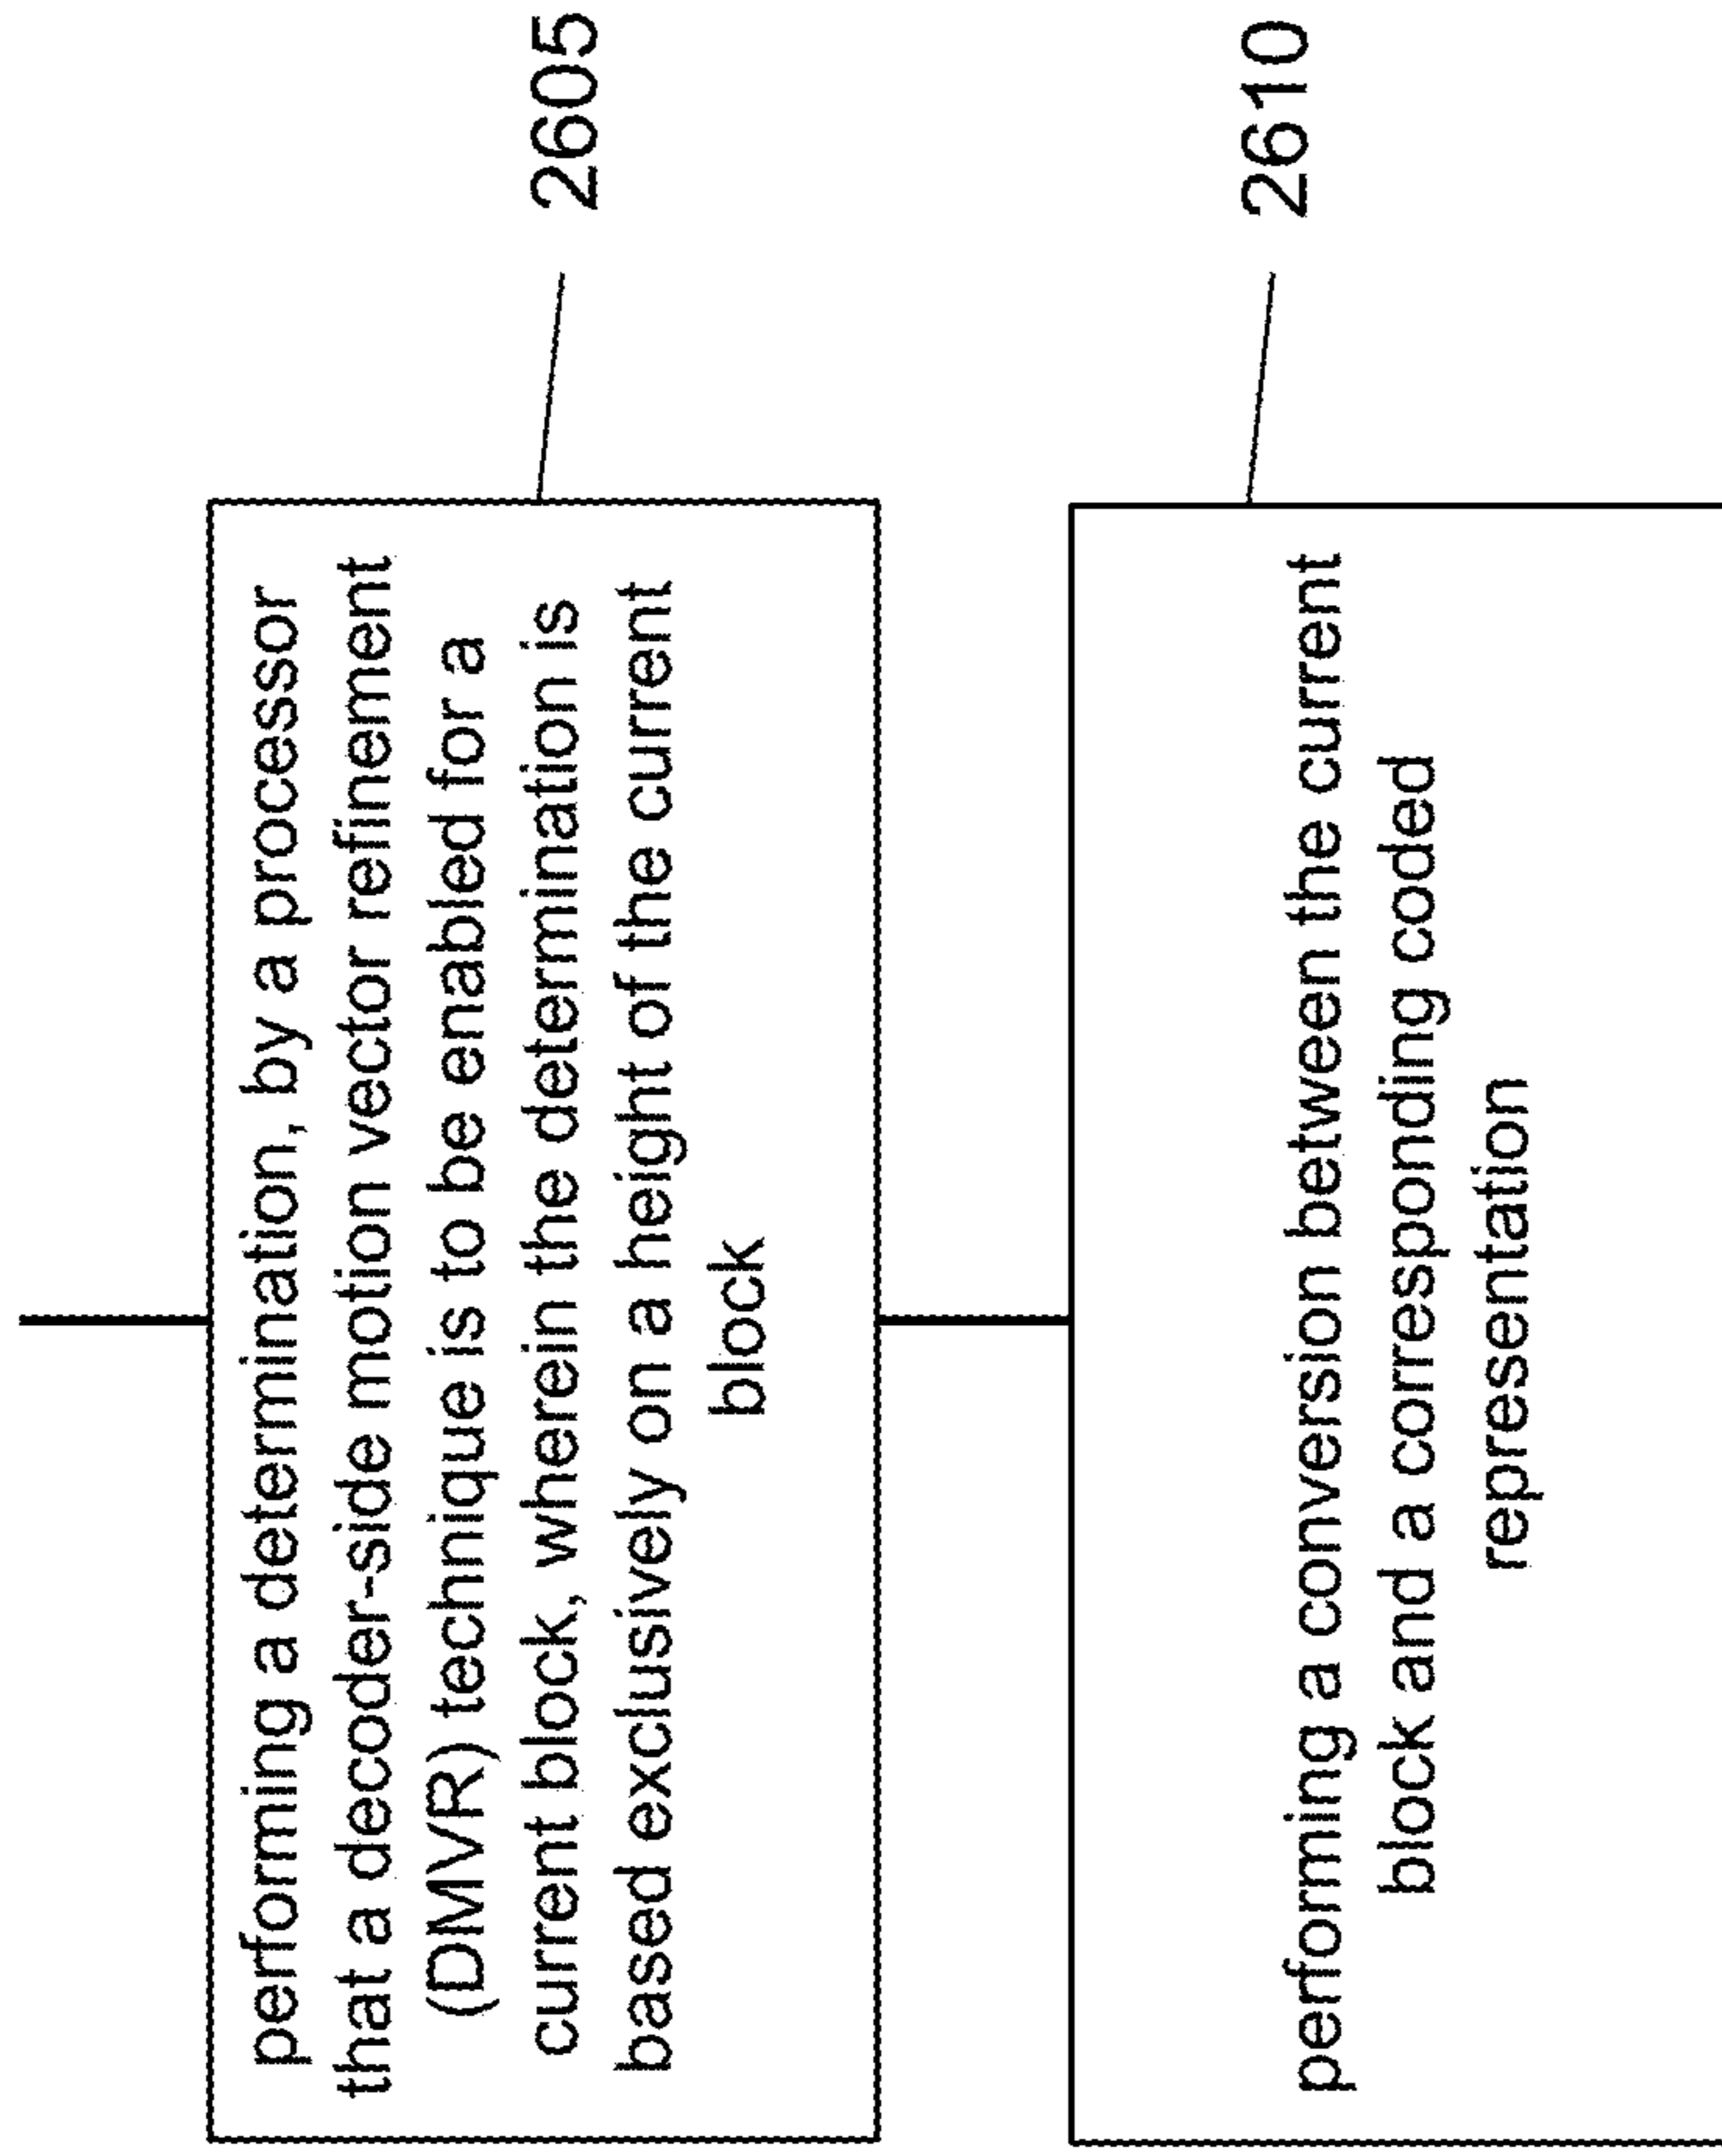 performing a determination, by a processor
that a decoder-side motion vector refinement
(DMVR) technique is to be enabled for a
current block, wherein the determination is
based exclusively on a height of the current
block
2605
performing a conversion between the current
block and a corresponding coded
representation
2610